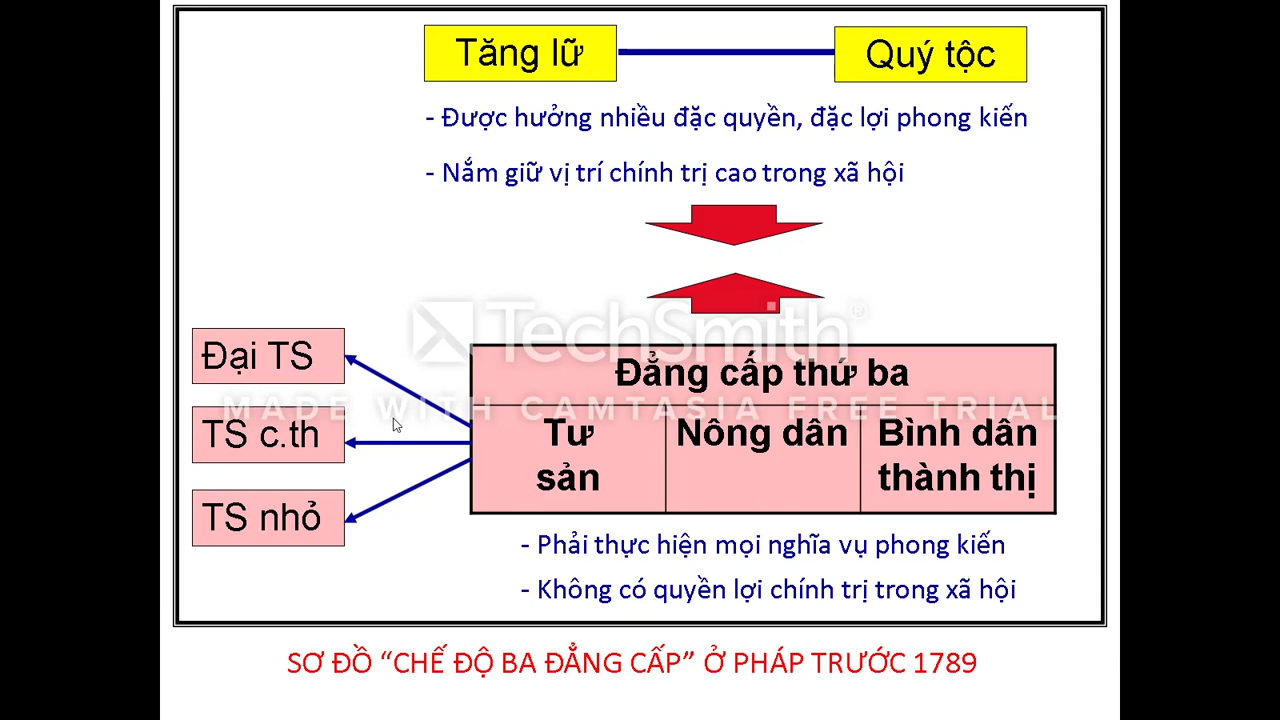 Tăng lữ
Quý tộc
- Được hưởng nhiều đặc quyền, đặc lợi phong kiến
- Nắm giữ vị trí chính trị cao trong xã hội
TechSmith®
MADE WITH CAMTASIA FREE TRIAL
Đại TS
TS c.th
TS nhỏ
Đẳng cấp thứ ba
Tư
sản
Nông dân
Bình dân
thành thị
- Phải thực hiện mọi nghĩa vụ phong kiến
- Không có quyền lợi chính trị trong xã hội
SƠ ĐỒ “CHẾ ĐỘ BA ĐẲNG CẤP” Ở PHÁP TRƯỚC 1789